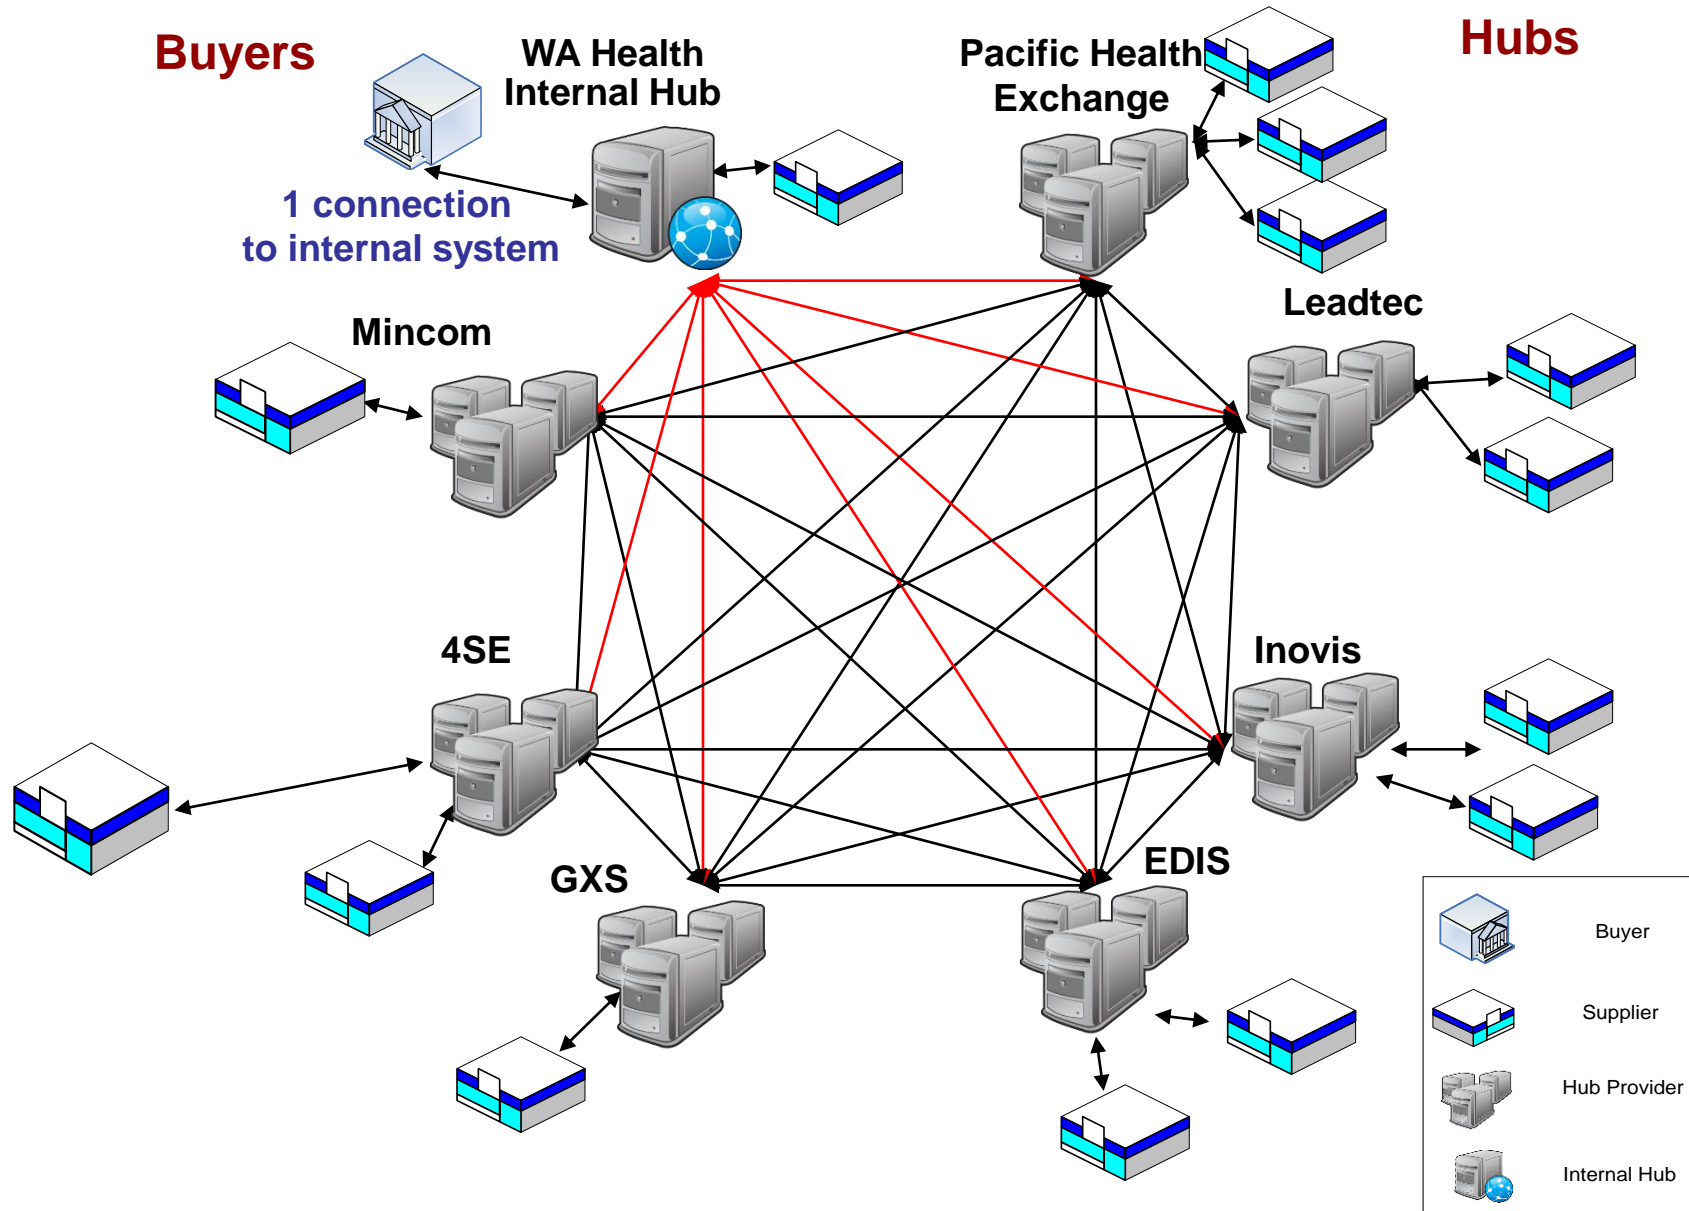 Buyers
WA Health
Internal Hub
Pacific Health
Exchange
Hubs
1 connection
to internal system
Leadtec
Mincom
4SE
Inovis
GXS
EDIS
Buyer
Supplier
Hub Provider
Internal Hub